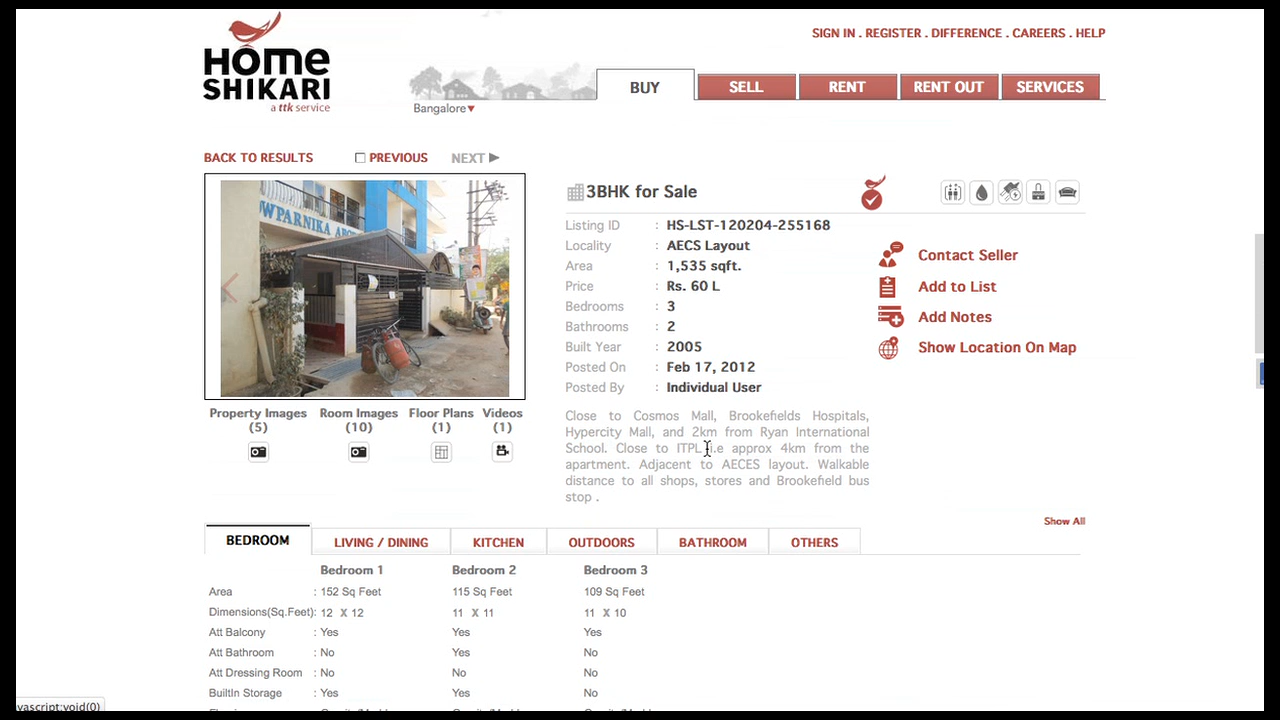 HOME
SHIKARI
a ttk service
SIGN IN . REGISTER . DIFFERENCE . CAREERS . HELP
Bangalore▼
BUY
SELL
RENT
RENT OUT
SERVICES
BACK TO RESULTS
PREVIOUS
NEXT ▶
WPARNIKA
3BHK for Sale
Listing ID : HS-LST-120204-255168
Locality : AECS Layout
Area : 1,535 sqft.
Price : Rs. 60 L
Bedrooms : 3
Bathrooms : 2
Built Year : 2005
Posted On : Feb 17, 2012
Posted By : Individual User
Contact Seller
Add to List
Add Notes
Show Location On Map
Property Images
(5)
Room Images
(10)
Floor Plans
(1)
Videos
(1)
Close to Cosmos Mall, Brookefields Hospitals,
Hypercity Mall, and 2km from Ryan International
School. Close to ITPL i.e approx 4km from the
apartment. Adjacent to AECES layout. Walkable
distance to all shops, stores and Brookefield bus
stop .
Show All
BEDROOM
LIVING / DINING
KITCHEN
OUTDOORS
BATHROOM
OTHERS
Bedroom 1 Bedroom 2 Bedroom 3
Area : 152 Sq Feet 115 Sq Feet 109 Sq Feet
Dimensions(Sq.Feet): 12 X 12 11 X 11 11 X 10
Att Balcony : Yes Yes Yes
Att Bathroom : No Yes No
Att Dressing Room : No No No
BuiltIn Storage : Yes Yes No
vascript:void(0)